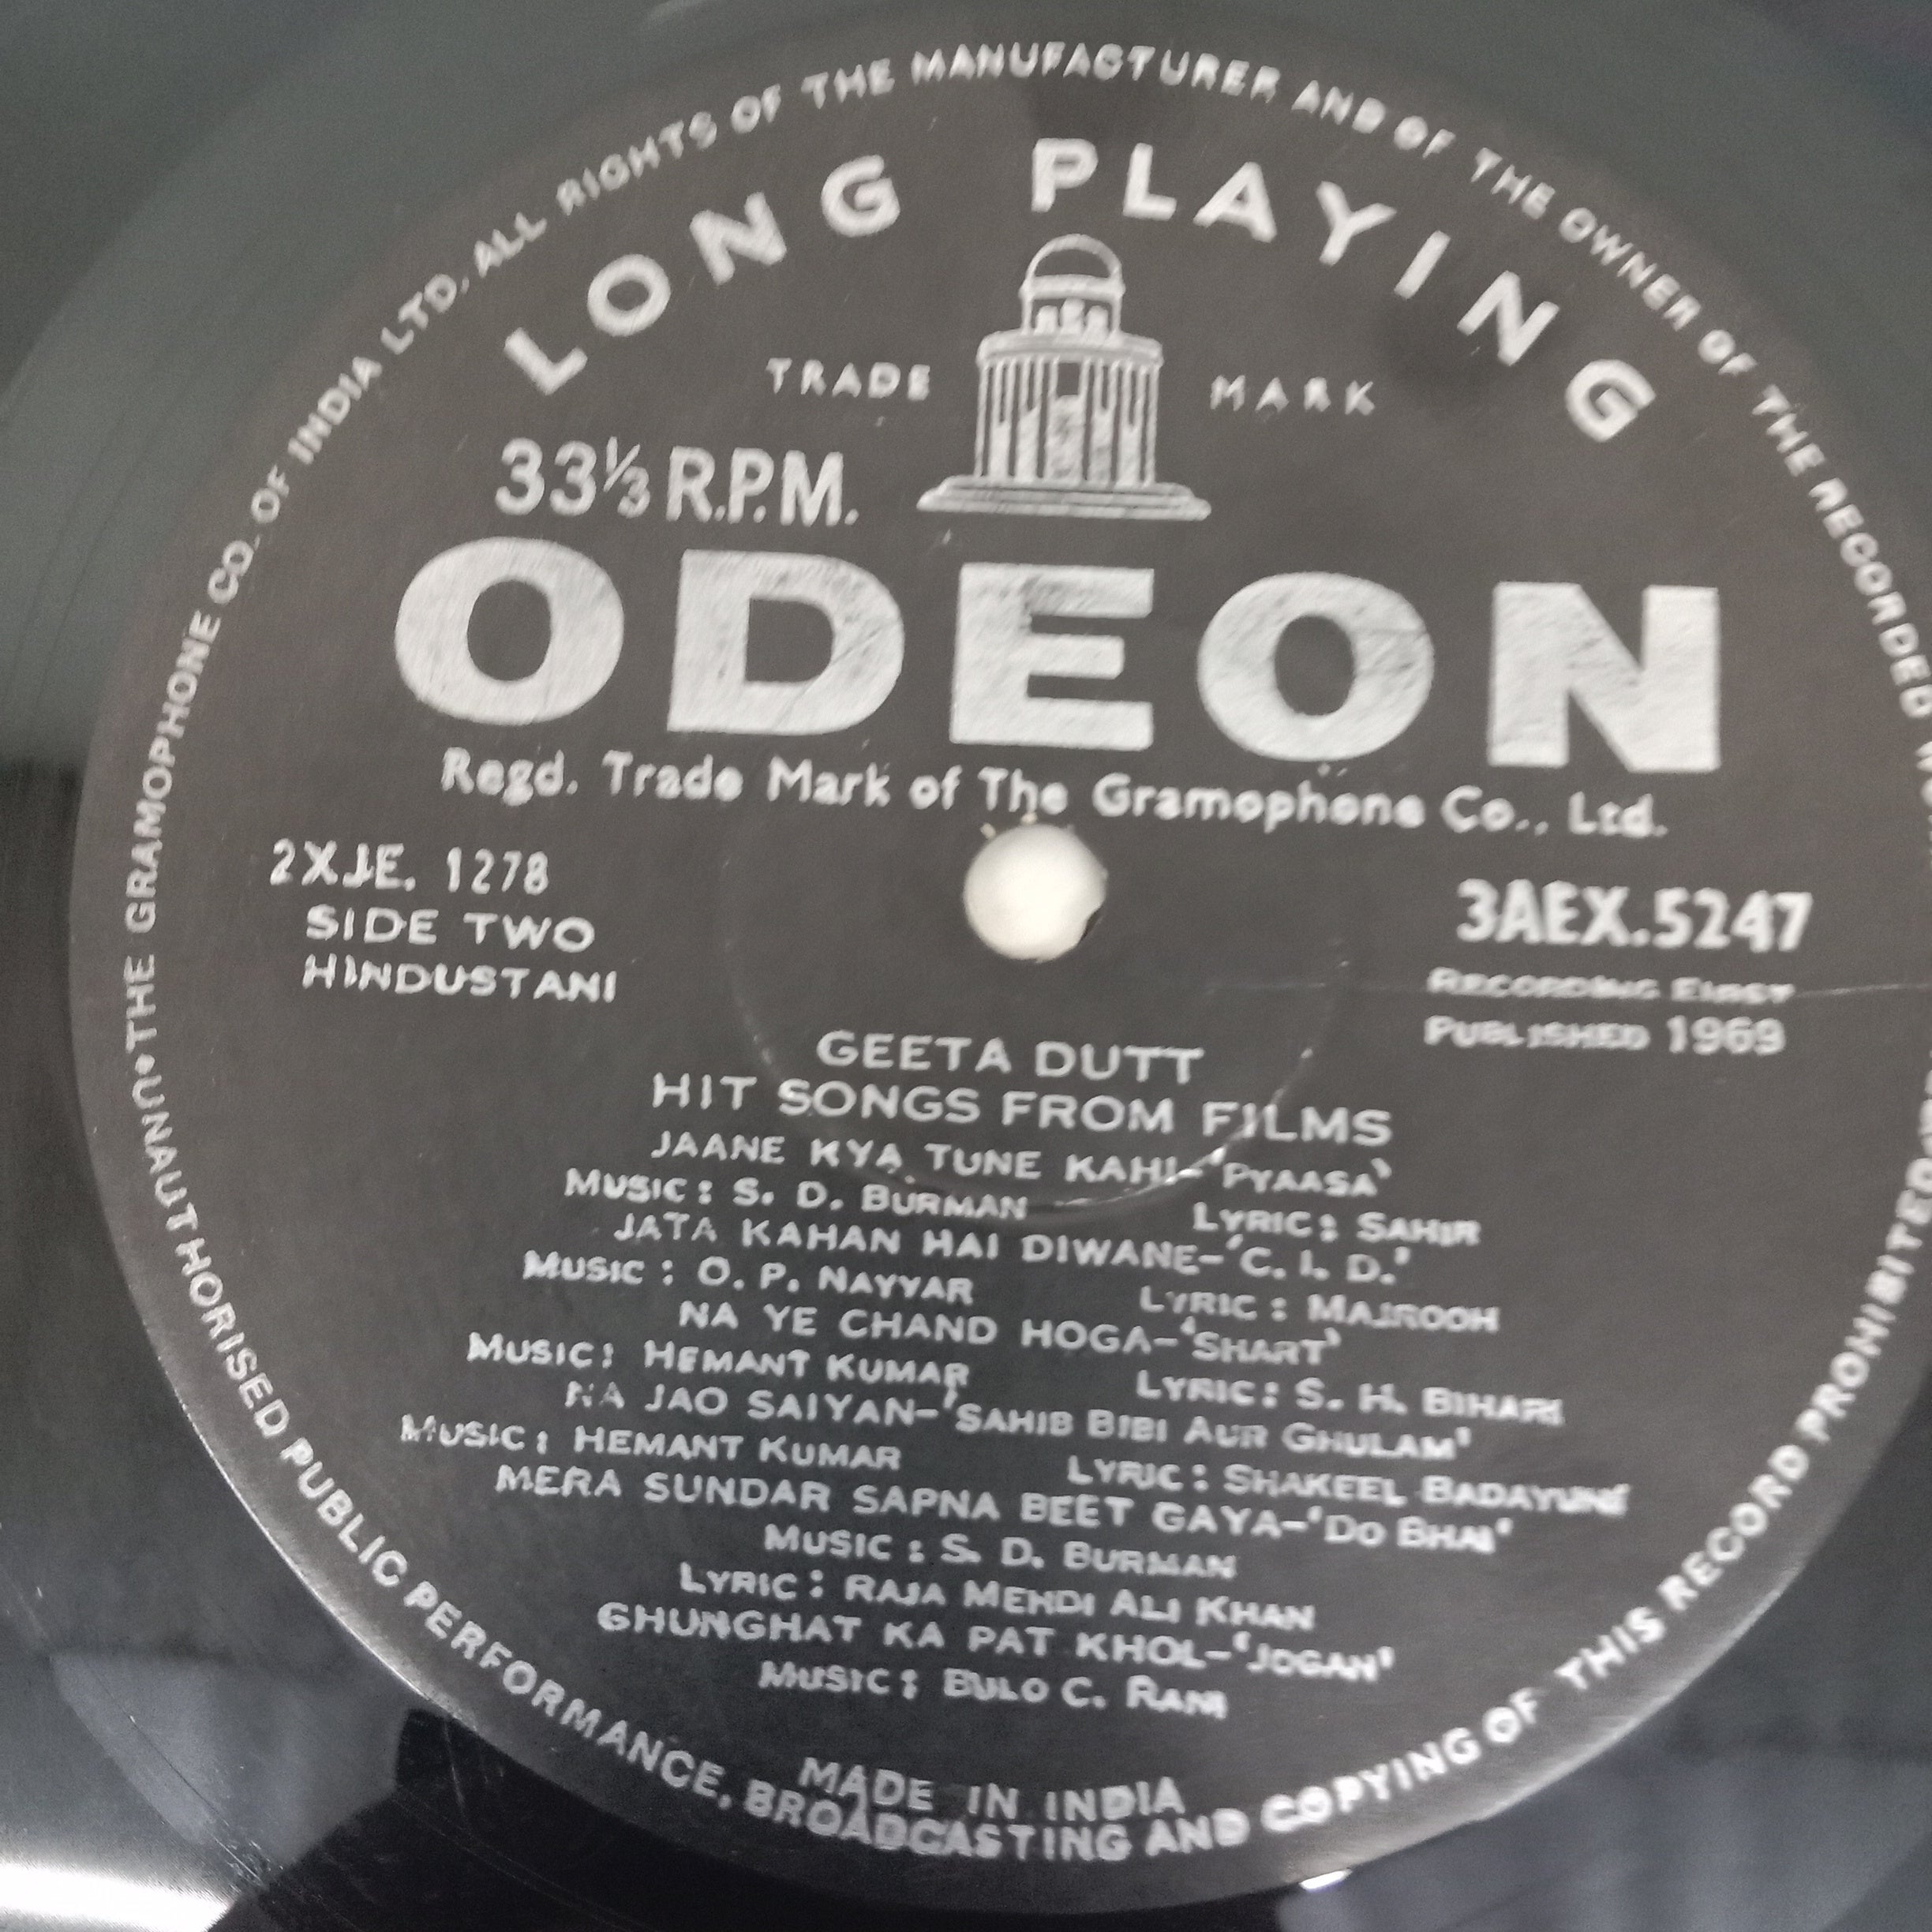 THE GRAMOPHONE CO. OF INDIA LTD. ALL RIGHTS OF THE MANUFACTURER AND OF THE OWNER OF THE RECORDED
LONG PLAYING
TRADE MARK
33⅓ R.P.M.
ODEON
Regd. Trade Mark of The Gramophone Co., Ltd.
2XJE. 1278
SIDE TWO
HINDUSTANI
3AEX.5247
RECORDING FIRST
PUBLISHED 1969
GEETA DUTT
HIT SONGS FROM FILMS
JAANE KYA TUNE KAHI-'PYAASA'
MUSIC: S. D. BURMAN LYRIC: SAHIR
JATA KAHAN HAI DIWANE-'C. I. D.'
MUSIC: O. P. NAYYAR LYRIC: MAJROOH
NA YE CHAND HOGA-'SHART'
MUSIC: HEMANT KUMAR LYRIC: S. H. BIHARI
NA JAO SAIYAN-'SAHIB BIBI AUR GHULAM'
MUSIC: HEMANT KUMAR LYRIC: SHAKEEL BADAYUNI
MERA SUNDAR SAPNA BEET GAYA-'DO BHAI'
MUSIC: S. D. BURMAN
LYRIC: RAJA MEHDI ALI KHAN
GHUNGHAT KA PAT KHOL-'JOGAN'
MUSIC: BULO C. RANI
MADE IN INDIA
UNNAUTHORISED PUBLIC PERFORMANCE, BROADCASTING AND COPYING OF THIS RECORD PROHIBITED